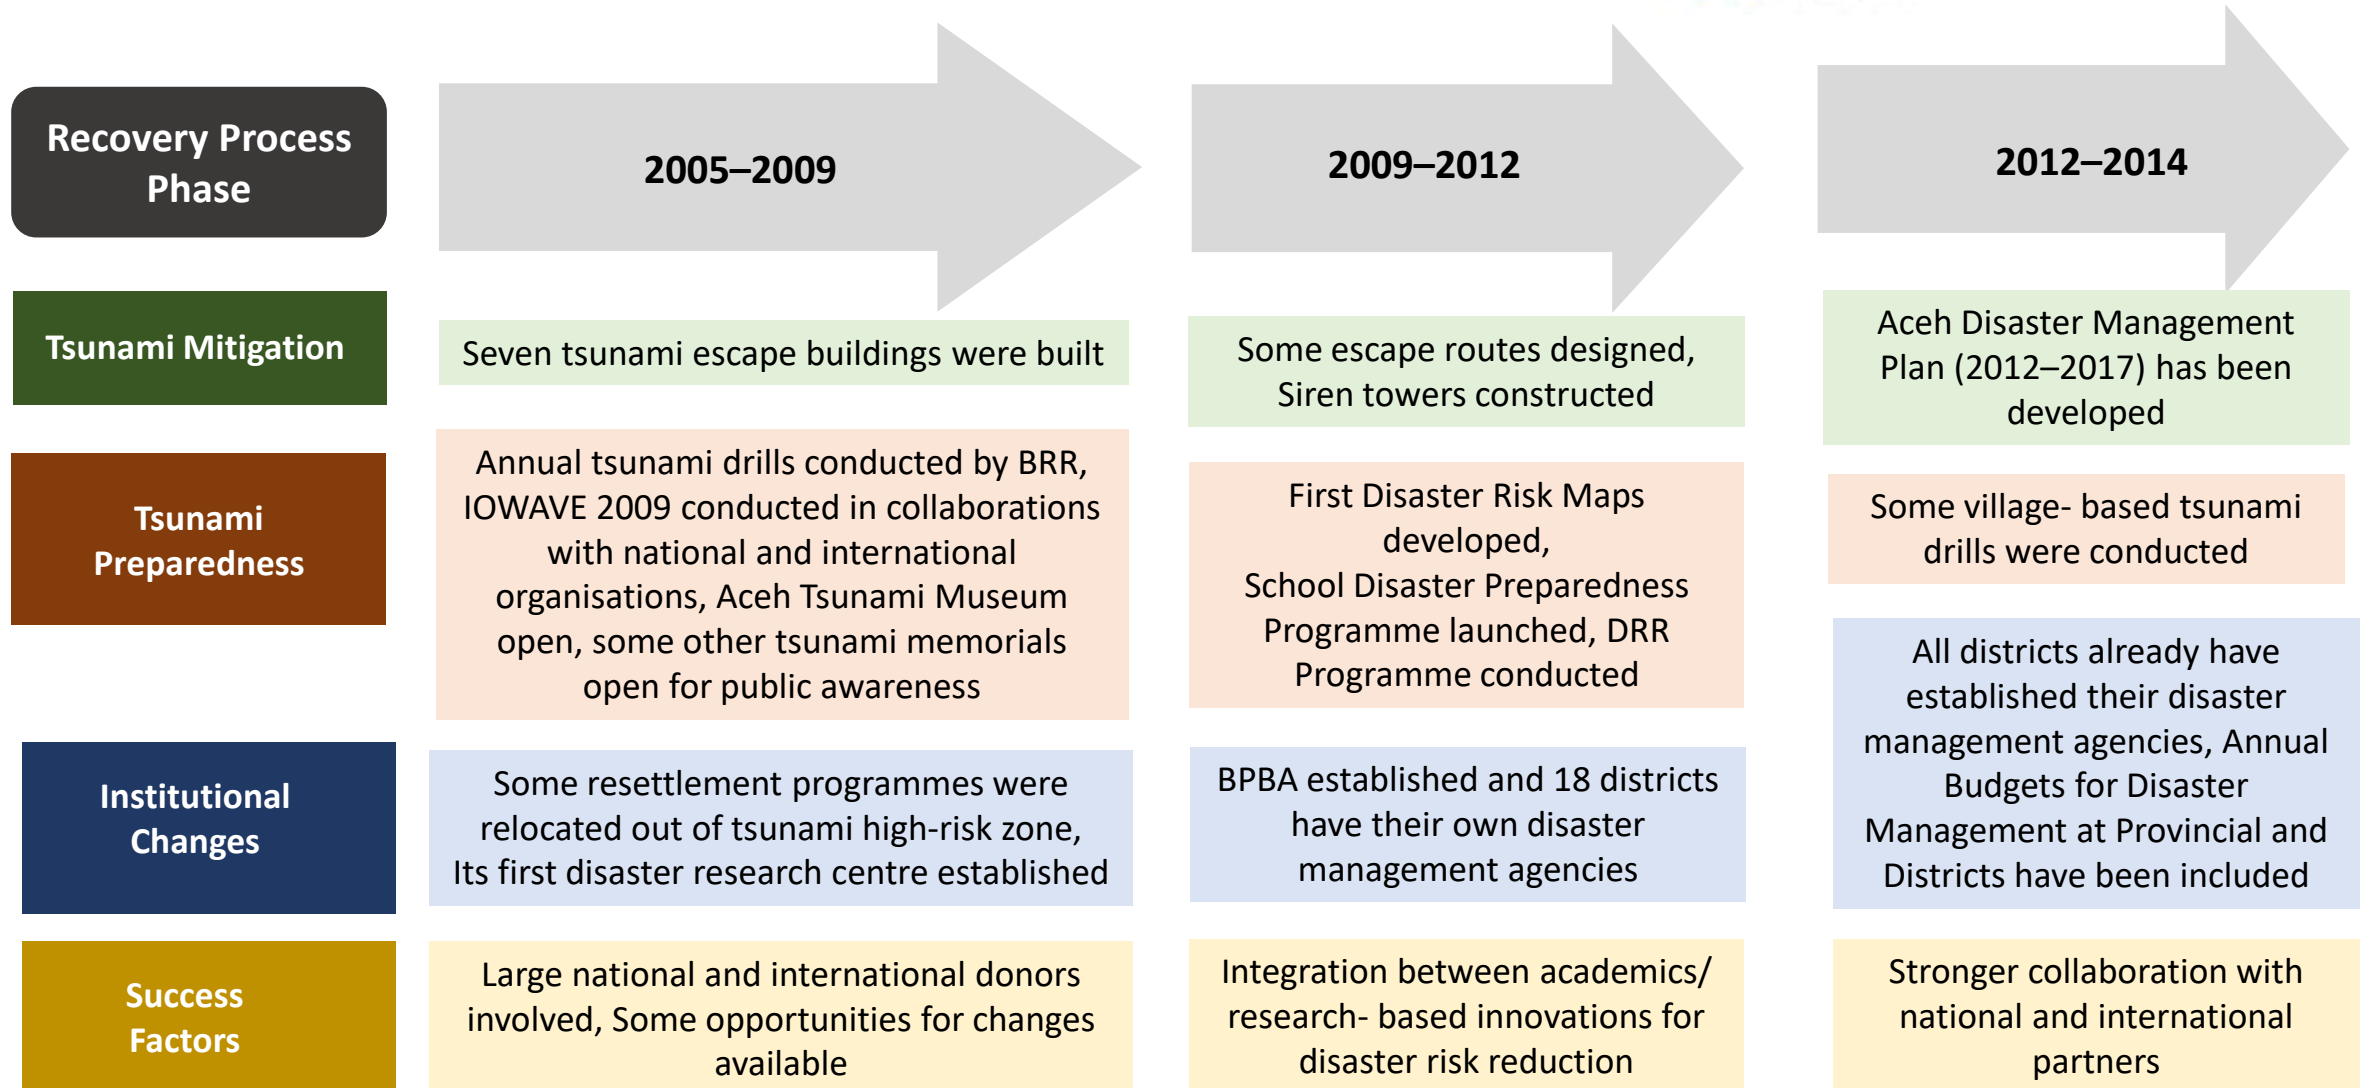 Recovery Process
Phase
2005–2009
2009–2012
2012–2014
Tsunami Mitigation
Seven tsunami escape buildings were built
Some escape routes designed,
Siren towers constructed
Aceh Disaster Management
Plan (2012–2017) has been
developed
Tsunami
Preparedness
Annual tsunami drills conducted by BRR,
IOWAVE 2009 conducted in collaborations
with national and international
organisations, Aceh Tsunami Museum
open, some other tsunami memorials
open for public awareness
First Disaster Risk Maps
developed,
School Disaster Preparedness
Programme launched, DRR
Programme conducted
Some village- based tsunami
drills were conducted
Institutional
Changes
Some resettlement programmes were
relocated out of tsunami high-risk zone,
Its first disaster research centre established
BPBA established and 18 districts
have their own disaster
management agencies
All districts already have
established their disaster
management agencies, Annual
Budgets for Disaster
Management at Provincial and
Districts have been included
Success
Factors
Large national and international donors
involved, Some opportunities for changes
available
Integration between academics/
research- based innovations for
disaster risk reduction
Stronger collaboration with
national and international
partners